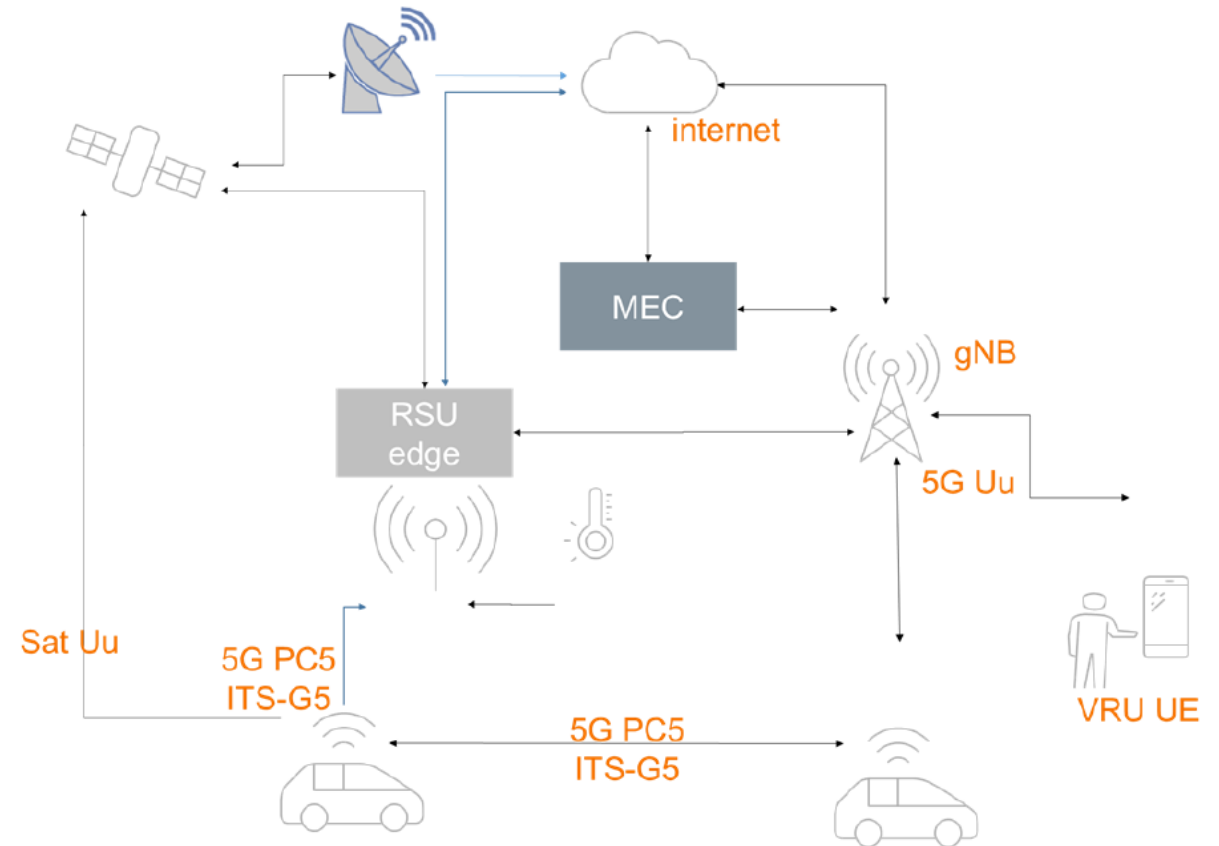 internet
MEC
gNB
RSU
edge
5G Uu
Sat Uu
5G PC5
ITS-G5
5G PC5
ITS-G5
VRU UE